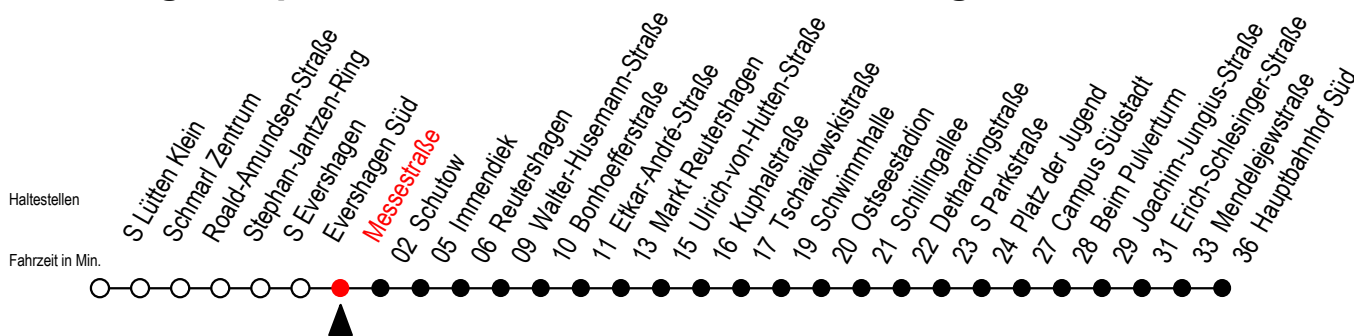 Haltestellen
Fahrzeit in Min.
S Lütten Klein
Schmarl Zentrum
Roald-Amundsen-Straße
Stephan-Jantzen-Ring
S Evershagen
Evershagen Süd
Messestraße
02 Schutow
05 Immendiek
06 Reutershagen
09 Walter-Husemann-Straße
10 Bonhoefferstraße
11 Etkar-André-Straße
13 Markt Reutershagen
15 Ulrich-von-Hutten-Straße
16 Kuphalstraße
17 Tschaikowskistraße
19 Schwimmhalle
20 Ostseestadion
21 Schillingallee
22 Dethardingstraße
23 S Parkstraße
24 Platz der Jugend
27 Campus Südstadt
28 Beim Pulverturm
29 Joachim-Jungius-Straße
31 Erich-Schlesinger-Straße
33 Mendelejewstraße
36 Hauptbahnhof Süd